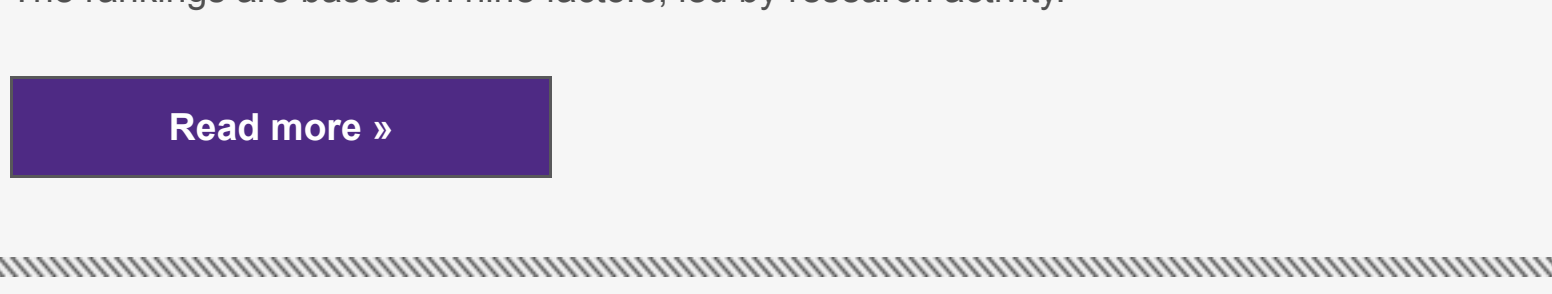 The rankings are based on nine factors, led by research activity.
Read more »